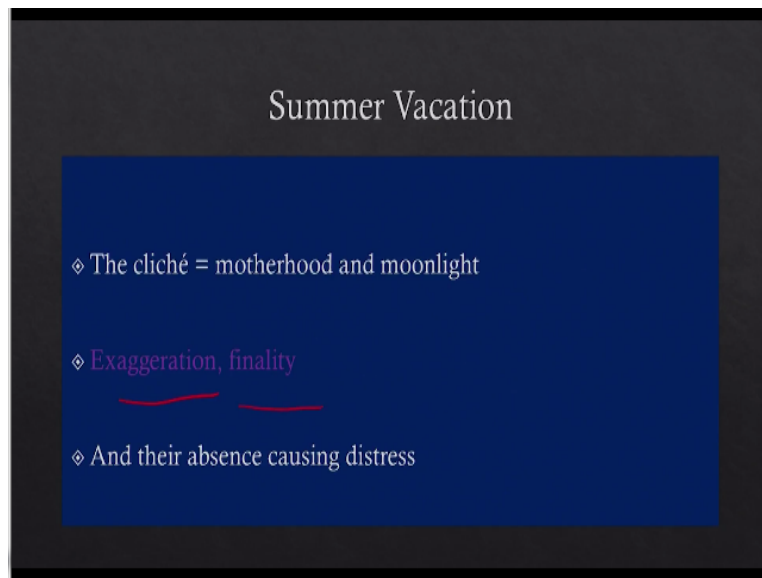 Summer Vacation
The cliché = motherhood and moonlight
Exaggeration, finality
And their absence causing distress